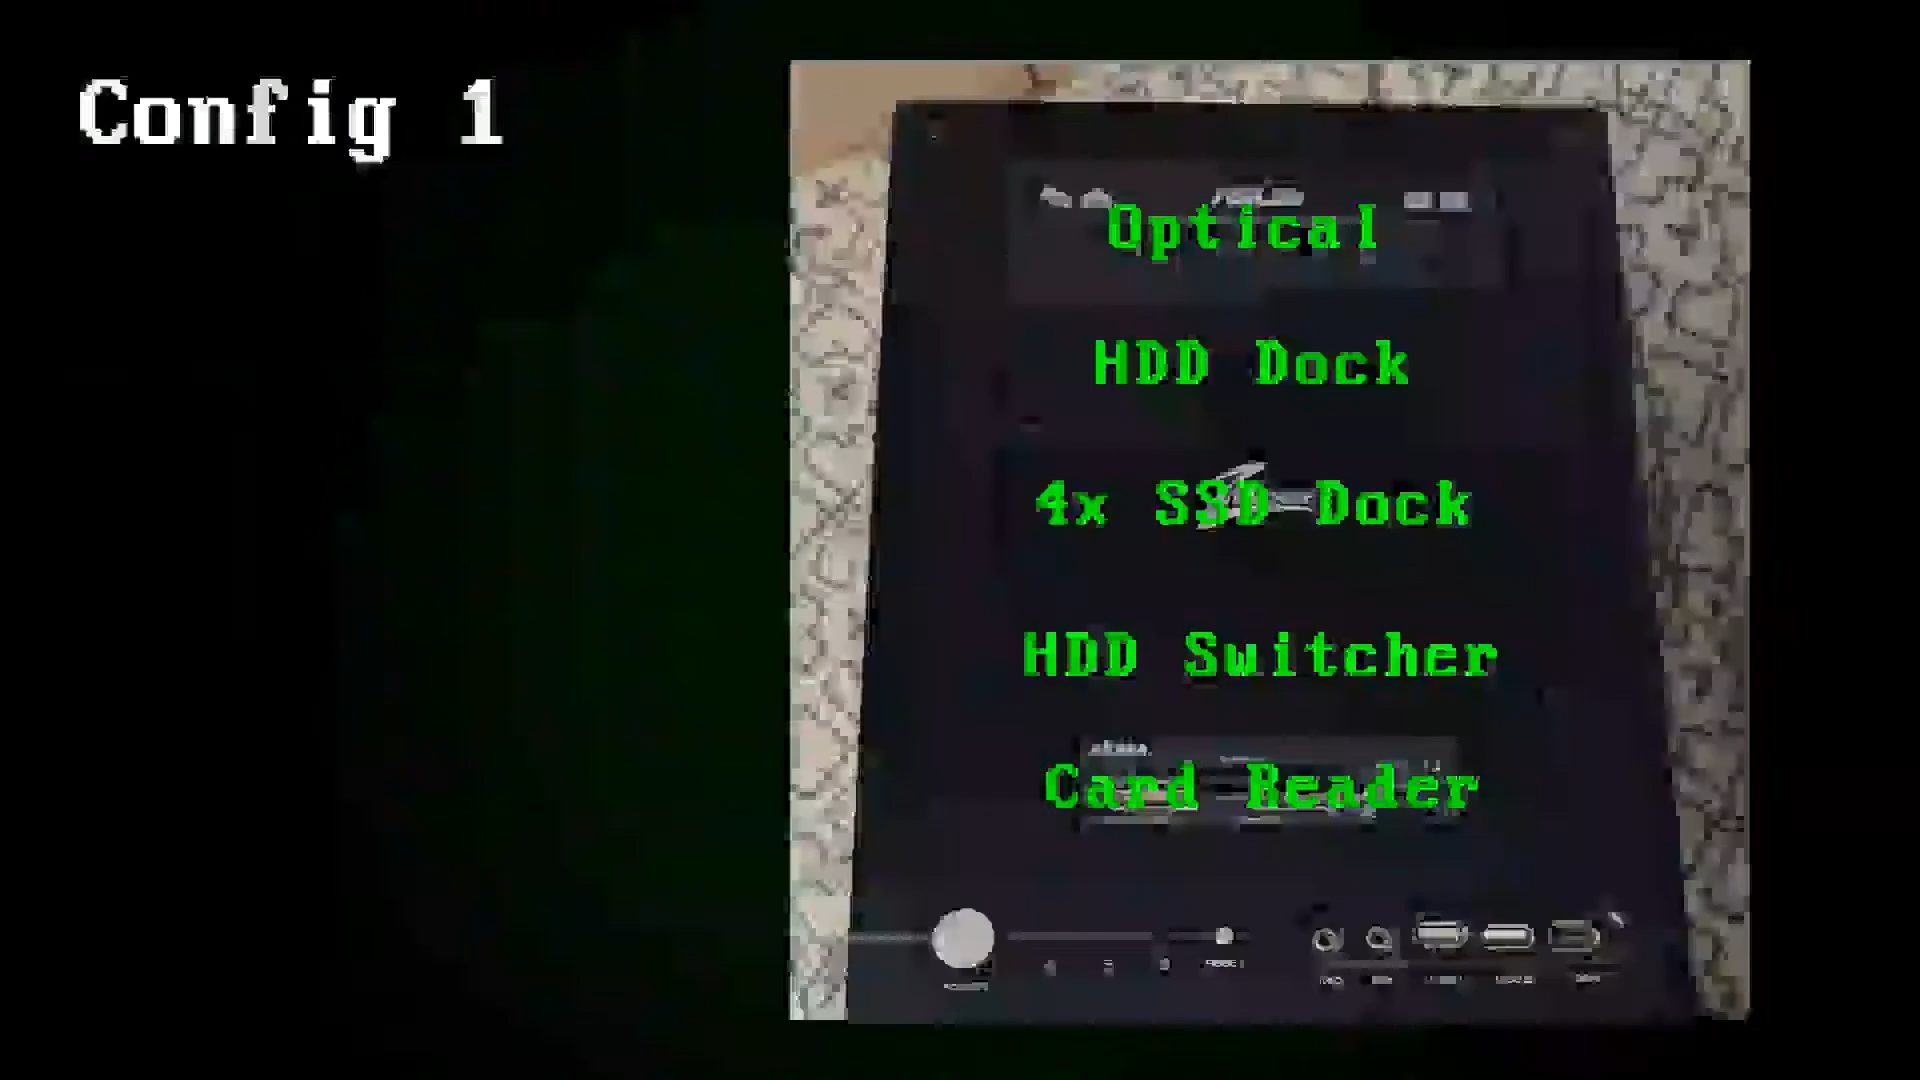 Config 1
Optical
HDD Dock
4x SSD Dock
HDD Switcher
Card Reader